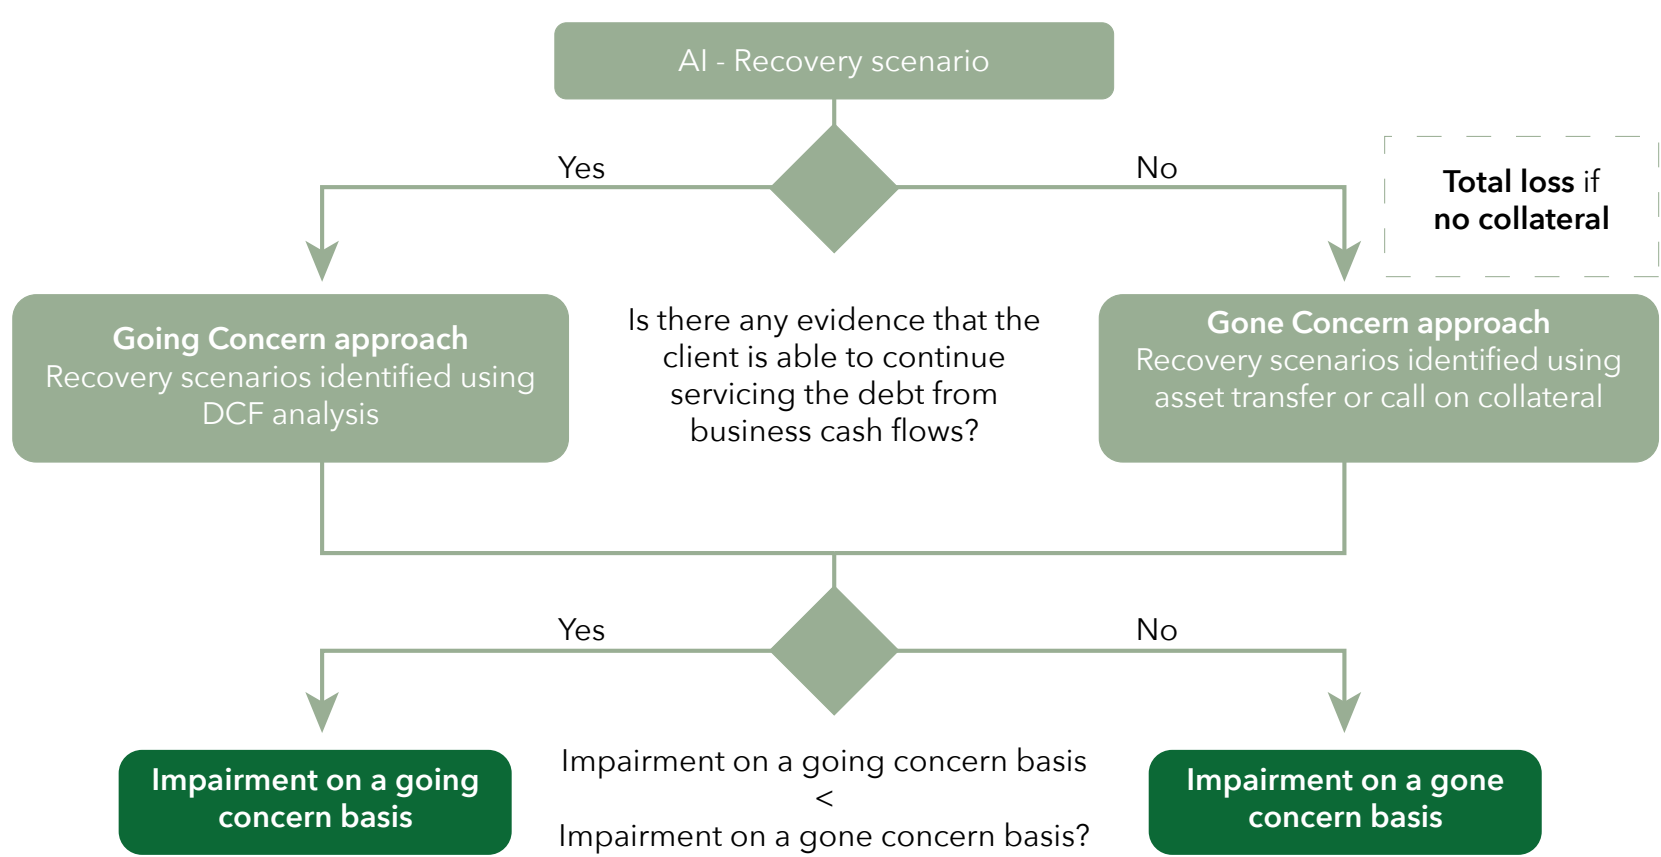 AI - Recovery scenario
Yes
No
Total loss if
no collateral
Going Concern approach
Recovery scenarios identified using
DCF analysis
Is there any evidence that the
client is able to continue
servicing the debt from
business cash flows?
Gone Concern approach
Recovery scenarios identified using
asset transfer or call on collateral
Yes
No
Impairment on a going
concern basis
Impairment on a going concern basis
<
Impairment on a gone concern basis?
Impairment on a gone
concern basis